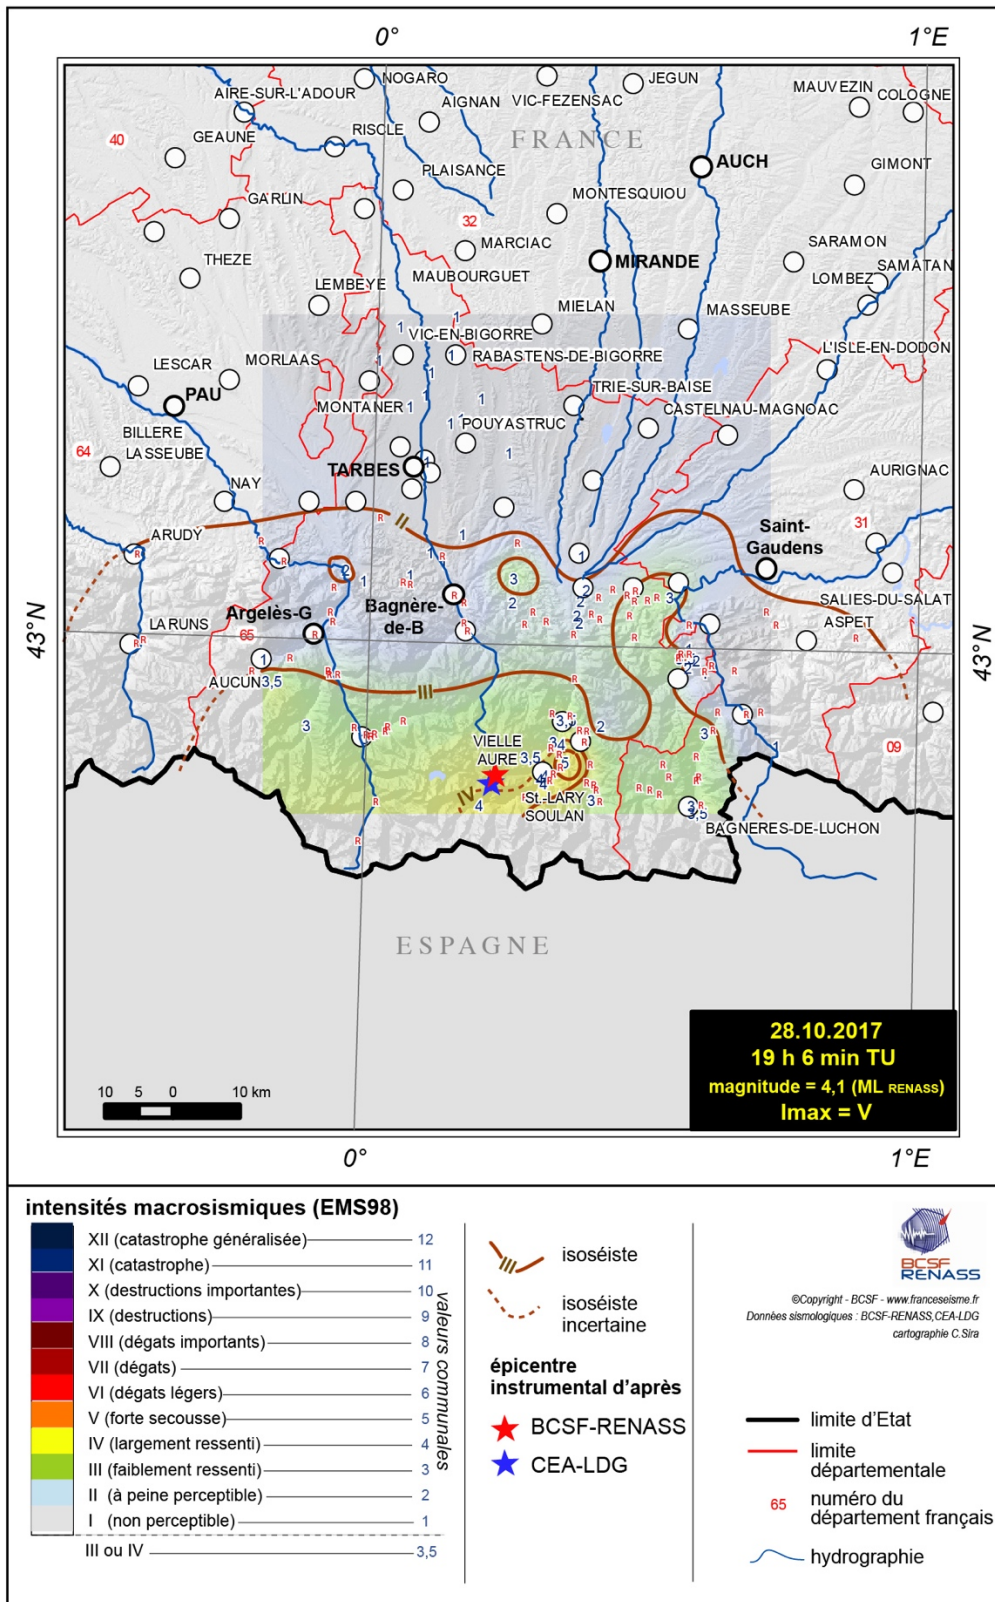 0°
1°E
NOGARO
JEGUN
AIRE-SUR-L'ADOUR
AIGNAN
VIC-FEZENSAC
MAUVEZIN
COLOGNE
GEAUNE
RISCLE
FRANCE
40
AUCH
GIMONT
PLAISANCE
MONTESQUIOU
GARLIN
32
MARCIAC
SARAMON
THEZE
MAUBOURGUET
MIRANDE
LOMBEZ
SAMATAN
LEMBEYE
MIELAN
MASSEUBE
VIC-EN-BIGORRE
LESCAR
MORLAAS
RABASTENS-DE-BIGORRE
L'ISLE-EN-DODON
PAU
TRIE-SUR-BAISE
MONTANER
CASTELNAU-MAGNOAC
BILLERE
POUYASTRUC
64
LASSEUBE
TARBES
AURIGNAC
NAY
II
31
ARUDY
Saint-
Gaudens
43°N
Argelès-G
Bagnère-
de-B
SALIES-DU-SALAT
LARUNS
65
ASPET
43°N
AUCUN
3,5
III
VIELLE
AURE
09
IV
St.-LARY
SOULAN
BAGNERES-DE-LUCHON
ESPAGNE
28.10.2017
19 h 6 min TU
magnitude = 4,1 (ML RENASS)
Imax = V
10 5 0 10 km
0°
1°E
intensités macrosismiques (EMS98)
XII (catastrophe généralisée) 12
XI (catastrophe) 11
X (destructions importantes) 10
IX (destructions) 9
VIII (dégats importants) 8
VII (dégats) 7
VI (dégats légers) 6
V (forte secousse) 5
IV (largement ressenti) 4
III (faiblement ressenti) 3
II (à peine perceptible) 2
I (non perceptible) 1
III ou IV 3,5
valeurs communales
III
isoséiste
isoséiste
incertaine
épicentre
instrumental d'après
BCSF-RENASS
CEA-LDG
BCSF
RENASS
©Copyright - BCSF - www.franceseisme.fr
Données sismologiques : BCSF-RENASS,CEA-LDG
cartographie C.Sira
limite d'Etat
limite
départementale
65 numéro du
département français
hydrographie